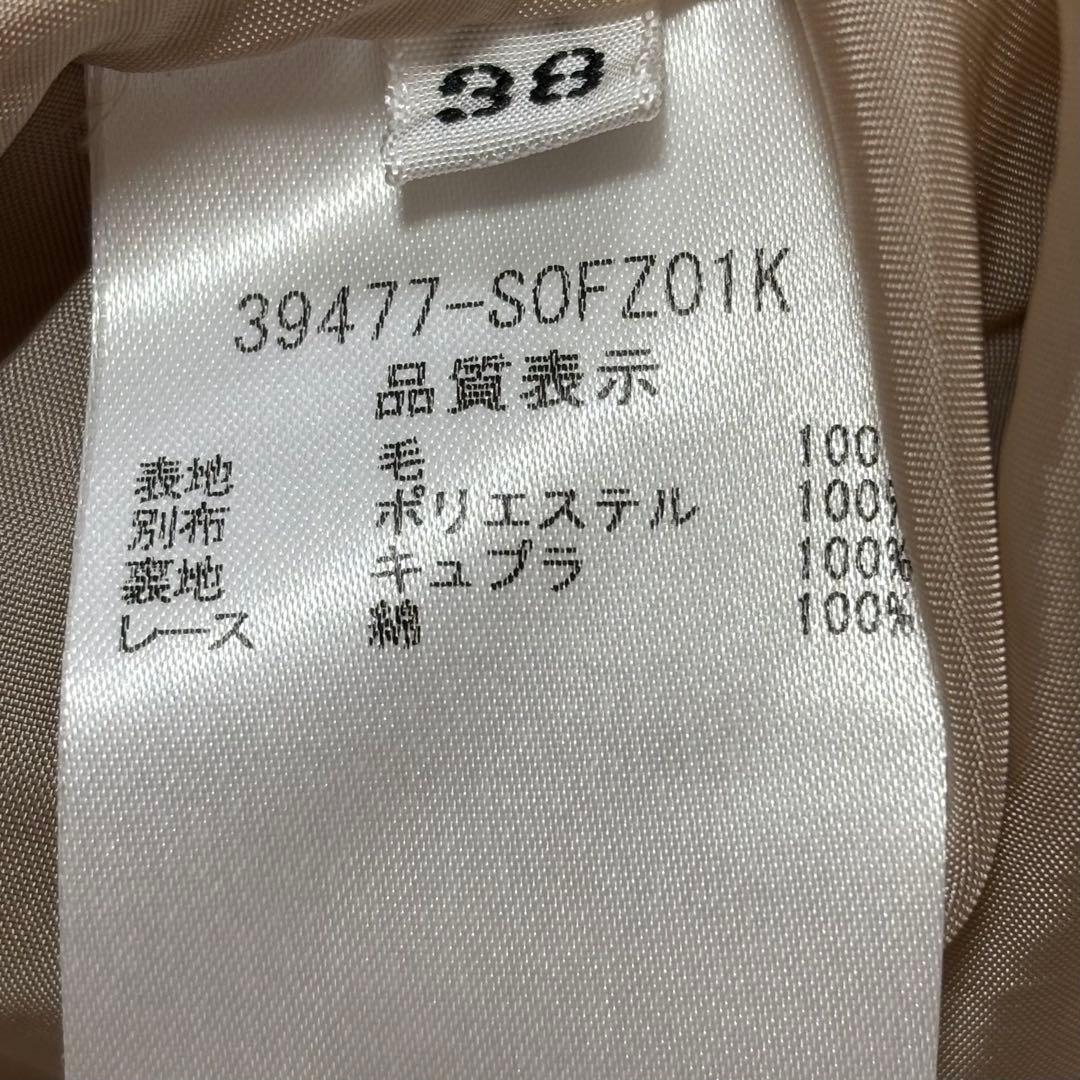 38
39477-S0FZ01K
品質表示
表地 毛 100
別布 ポリエステル 100%
裏地 キュプラ 100%
レース 綿 100%